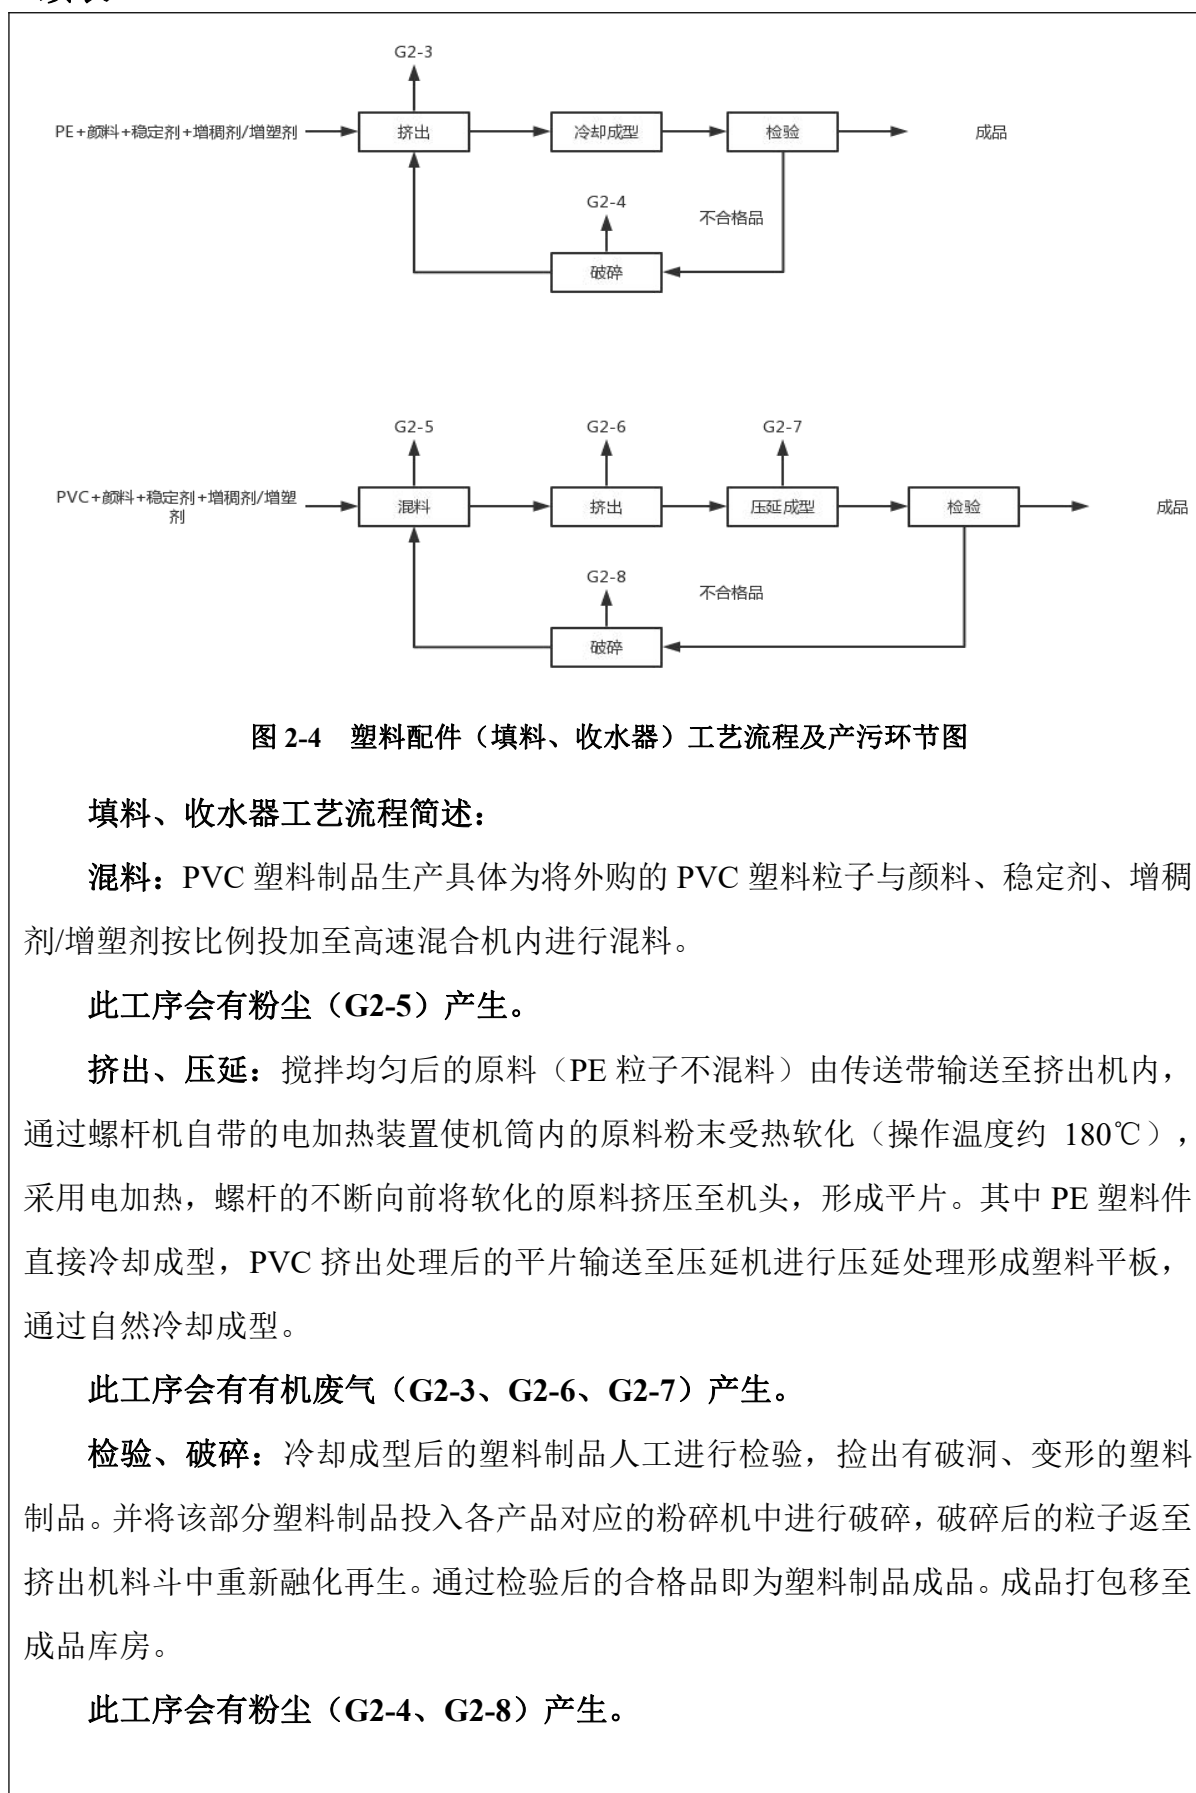 G2-3
PE+颜料+稳定剂+增稠剂/增塑剂
挤出
冷却成型
检验
成品
G2-4
不合格品
破碎
G2-5
G2-6
G2-7
PVC+颜料+稳定剂+增稠剂/增塑
剂
混料
挤出
压延成型
检验
成品
G2-8
不合格品
破碎
图 2-4 塑料配件（填料、收水器）工艺流程及产污环节图
填料、收水器工艺流程简述：
混料：PVC 塑料制品生产具体为将外购的 PVC 塑料粒子与颜料、稳定剂、增稠
剂/增塑剂按比例投加至高速混合机内进行混料。
此工序会有粉尘（G2-5）产生。
挤出、压延：搅拌均匀后的原料（PE 粒子不混料）由传送带输送至挤出机内，
通过螺杆机自带的电加热装置使机筒内的原料粉末受热软化（操作温度约 180℃），
采用电加热，螺杆的不断向前将软化的原料挤压至机头，形成平片。其中 PE 塑料件
直接冷却成型，PVC 挤出处理后的平片输送至压延机进行压延处理形成塑料平板，
通过自然冷却成型。
此工序会有有机废气（G2-3、G2-6、G2-7）产生。
检验、破碎：冷却成型后的塑料制品人工进行检验，捡出有破洞、变形的塑料
制品。并将该部分塑料制品投入各产品对应的粉碎机中进行破碎，破碎后的粒子返至
挤出机料斗中重新融化再生。通过检验后的合格品即为塑料制品成品。成品打包移至
成品库房。
此工序会有粉尘（G2-4、G2-8）产生。